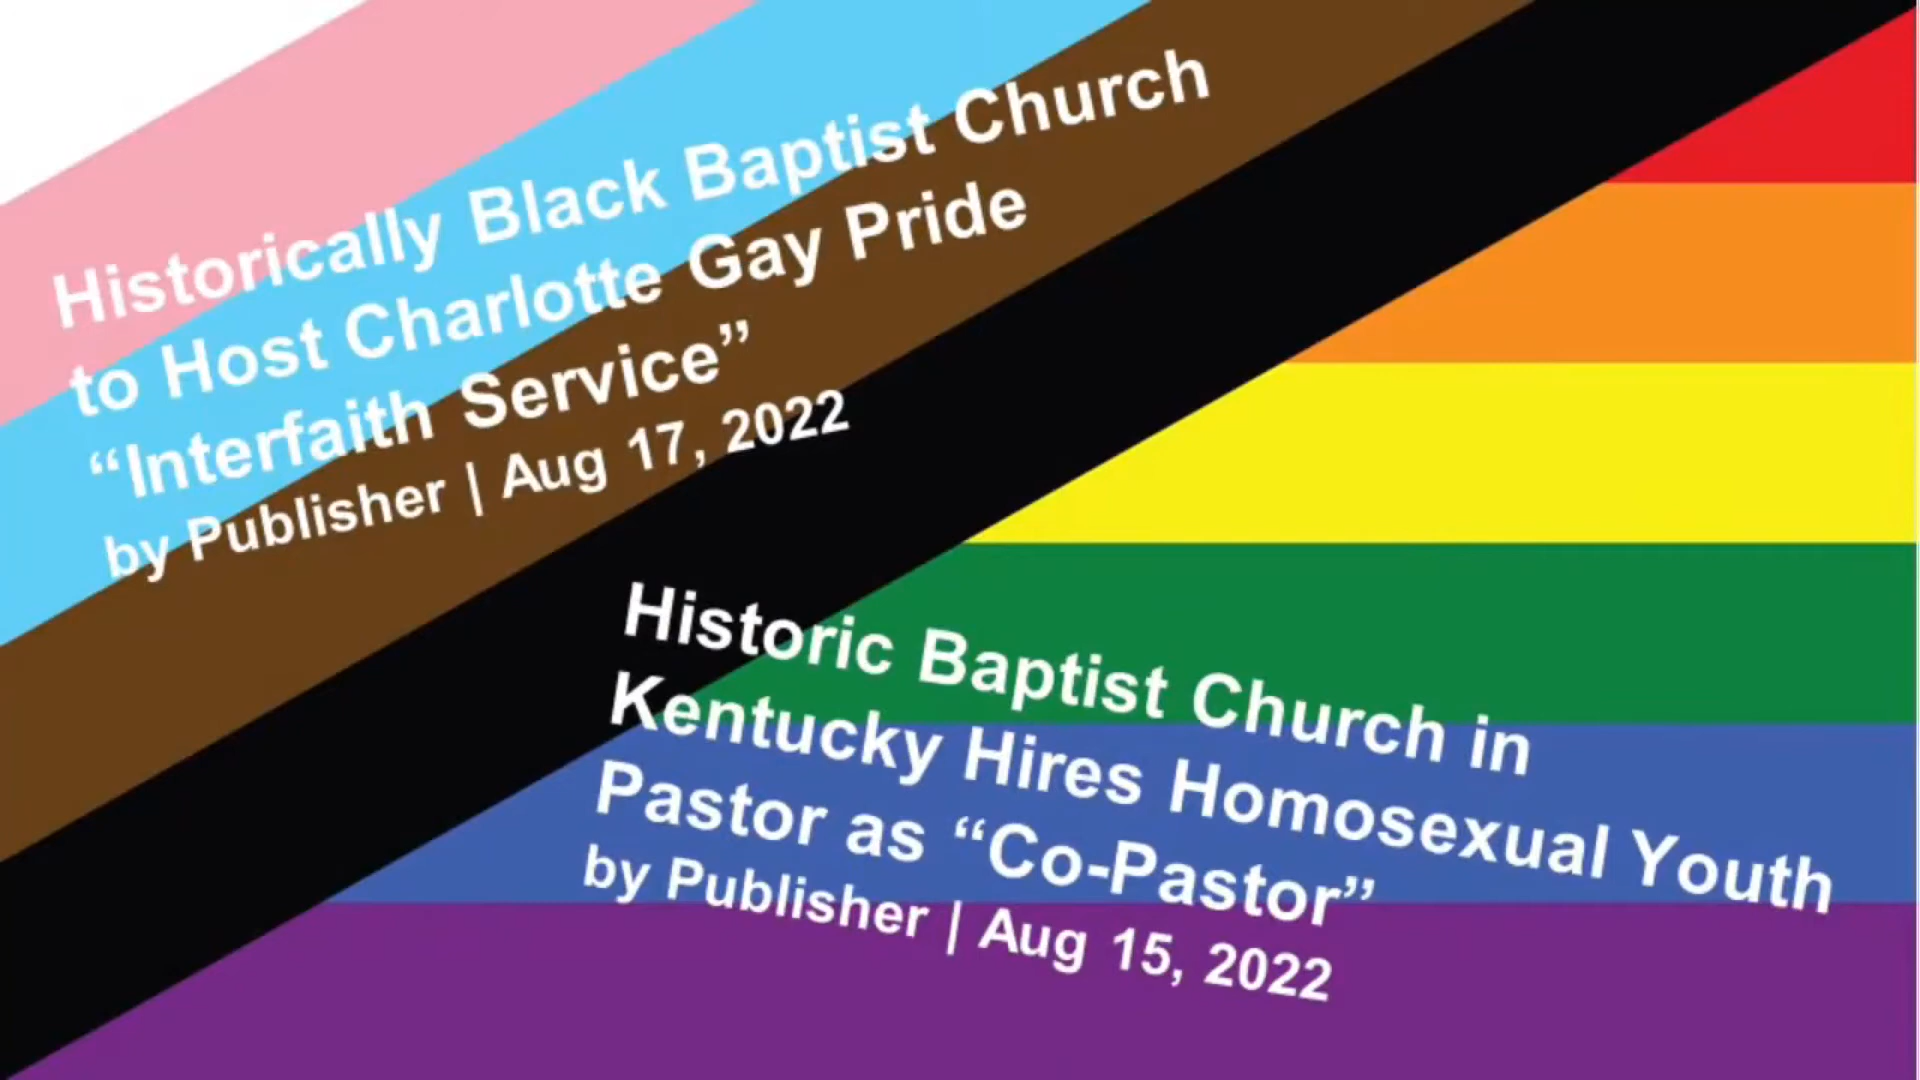 Historically Black Baptist Church
to Host Charlotte Gay Pride
“Interfaith Service”
by Publisher | Aug 17, 2022
Historic Baptist Church in
Kentucky Hires Homosexual Youth
Pastor as “Co-Pastor”
by Publisher | Aug 15, 2022